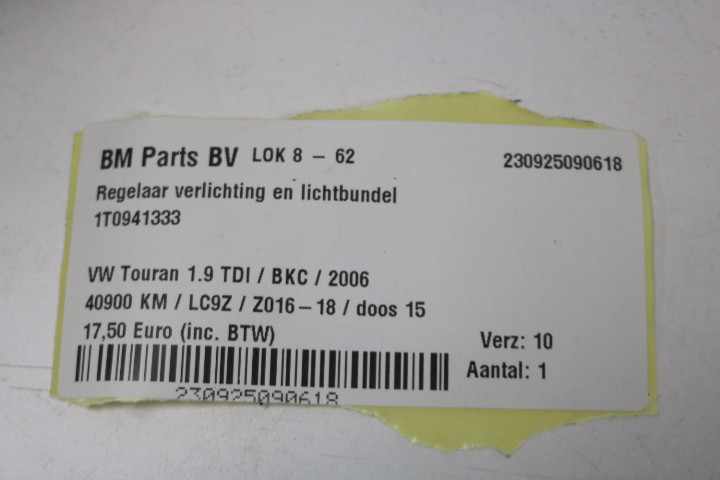 BM Parts BV LOK 8 – 62 230925090618
Regelaar verlichting en lichtbundel
1T0941333
VW Touran 1.9 TDI / BKC / 2006
40900 KM / LC9Z / Z016-18 / doos 15
17,50 Euro (inc. BTW) Verz: 10
Aantal: 1
230925090618